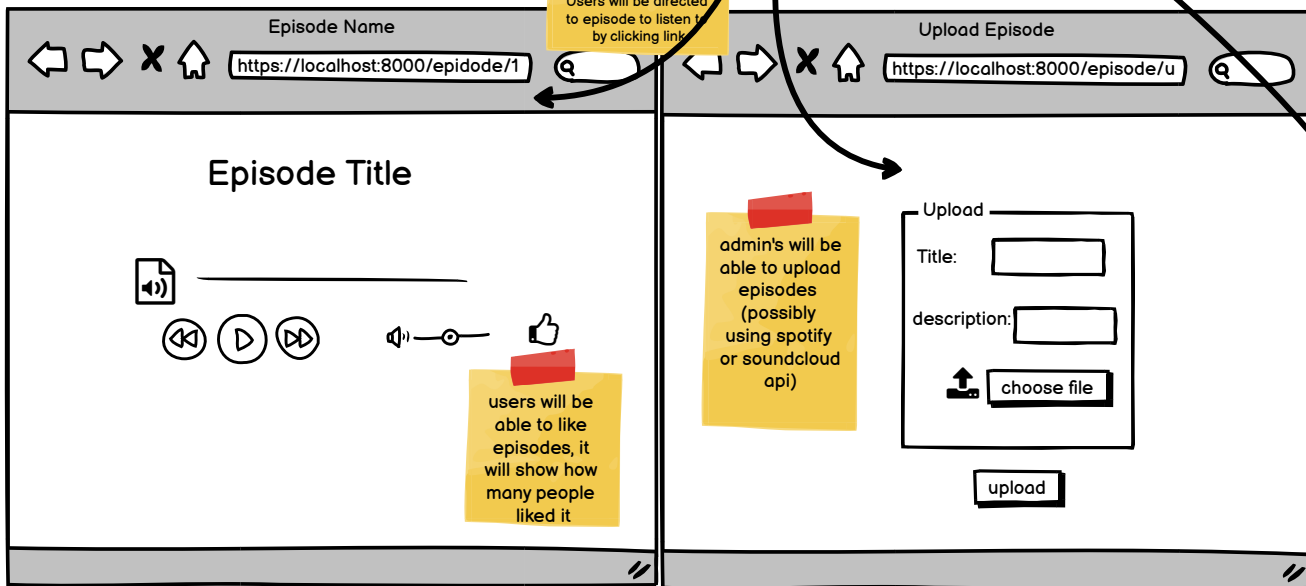 Episode Name
https://localhost:8000/epidode/1
Users will be directed
to episode to listen to
by clicking link
Episode Title
users will be
able to like
episodes, it
will show how
many people
liked it
Upload Episode
https://localhost:8000/episode/u
admin's will be
able to upload
episodes
(possibly
using spotify
or soundcloud
api)
Upload
Title:
description:
choose file
upload